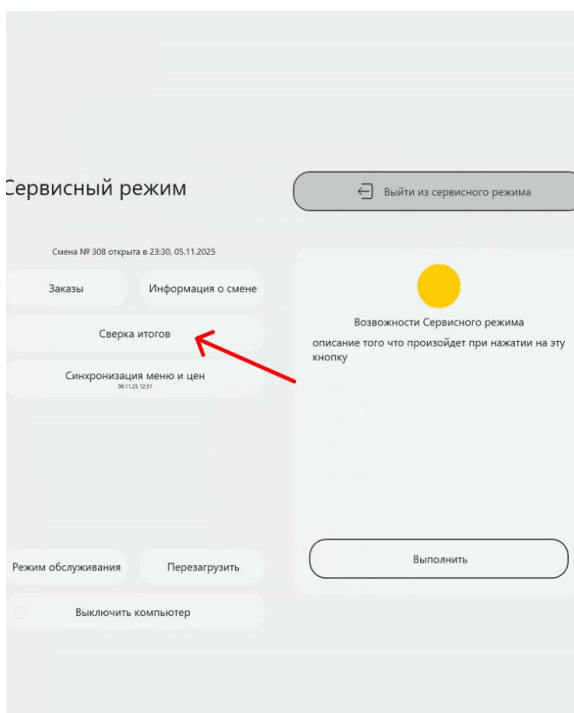 Сервисный режим
Выйти из сервисного режима
Смена № 308 открыта в 23:30, 05.11.2025
Заказы
Информация о смене
Сверка итогов
Синхронизация меню и цен
06.11.25 12:31
Возвожности Сервисного режима
описание того что произойдет при нажатии на эту
кнопку
Режим обслуживания
Перезагрузить
Выполнить
Выключить компьютер